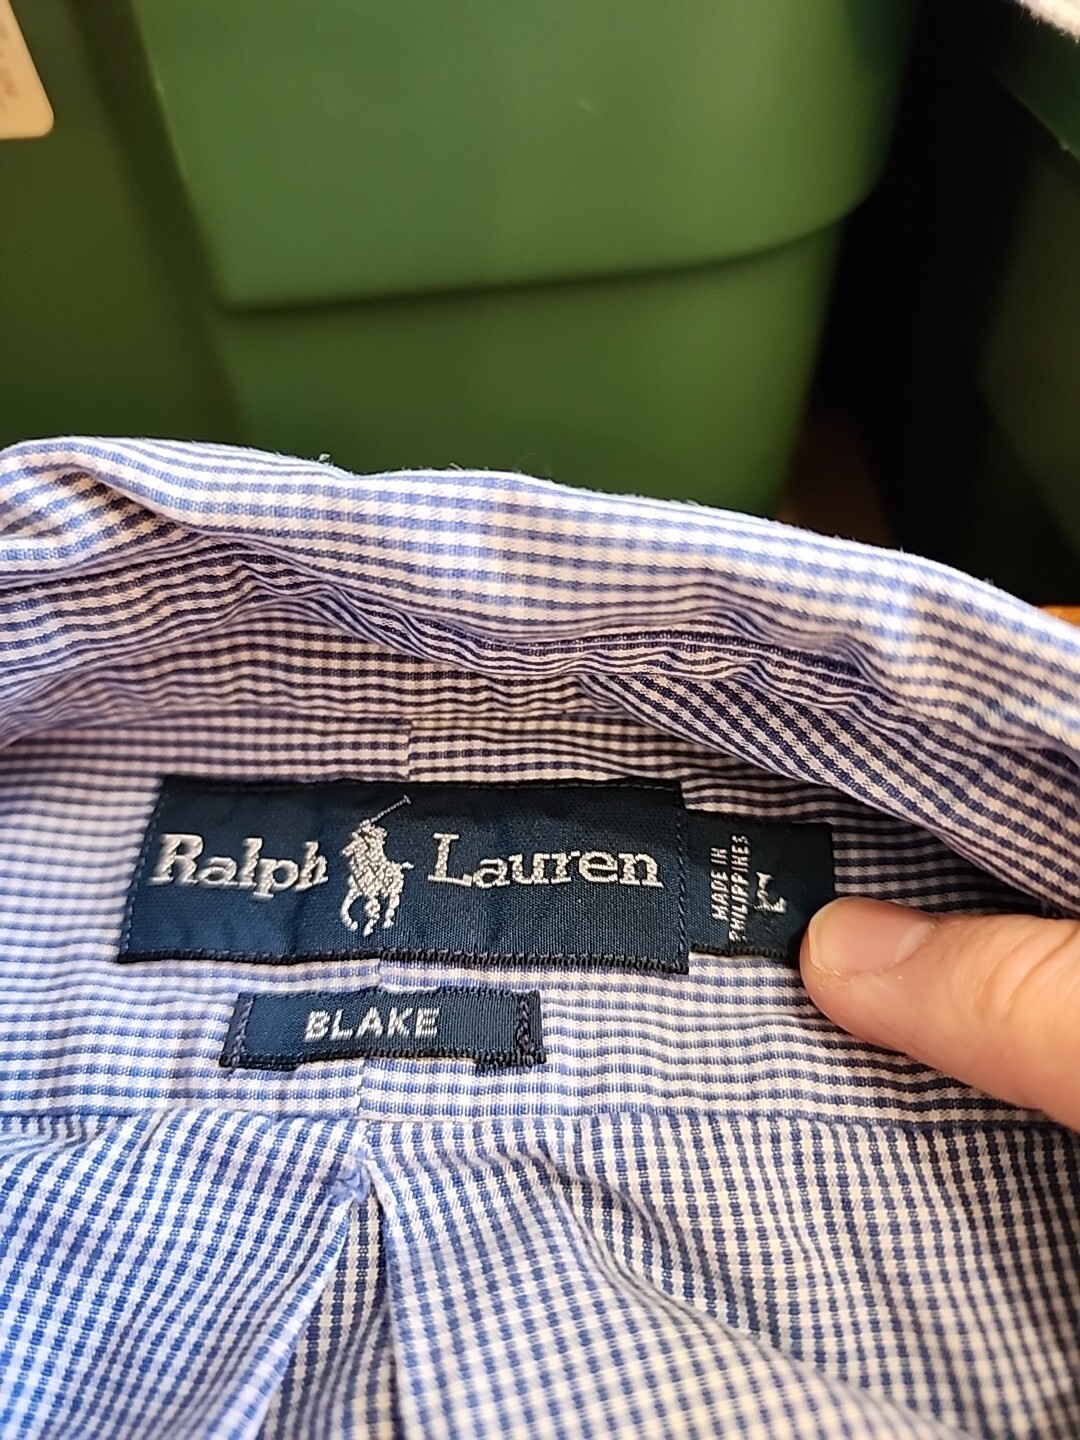 Ralph Lauren
MADE IN
PHILIPPINES
L
BLAKE